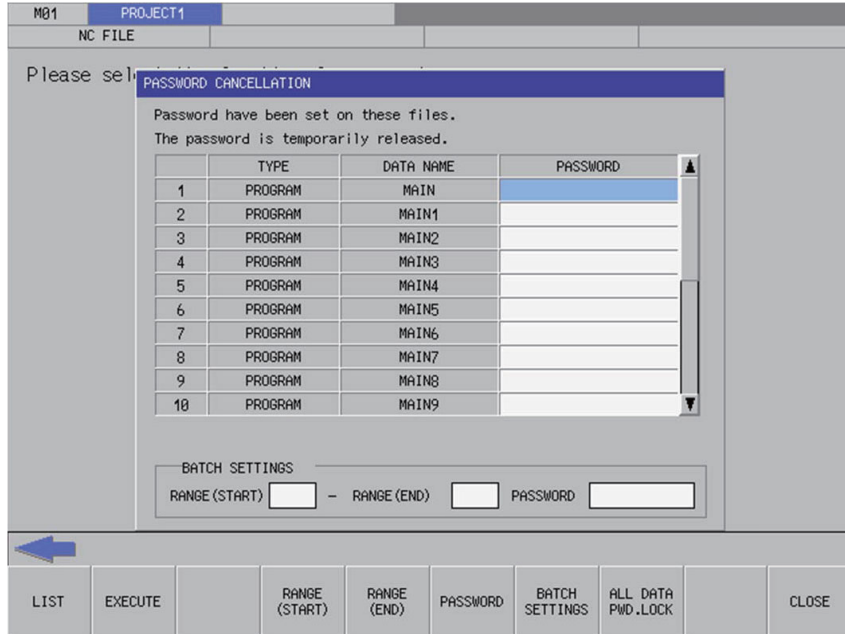 M01 PROJECT1
NC FILE
Please sel
PASSWORD CANCELLATION
Password have been set on these files.
The password is temporarily released.
TYPE DATA NAME PASSWORD
1 PROGRAM MAIN
2 PROGRAM MAIN1
3 PROGRAM MAIN2
4 PROGRAM MAIN3
5 PROGRAM MAIN4
6 PROGRAM MAIN5
7 PROGRAM MAIN6
8 PROGRAM MAIN7
9 PROGRAM MAIN8
10 PROGRAM MAIN9
BATCH SETTINGS
RANGE(START) - RANGE(END) PASSWORD
LIST EXECUTE RANGE (START) RANGE (END) PASSWORD BATCH SETTINGS ALL DATA PWD.LOCK CLOSE